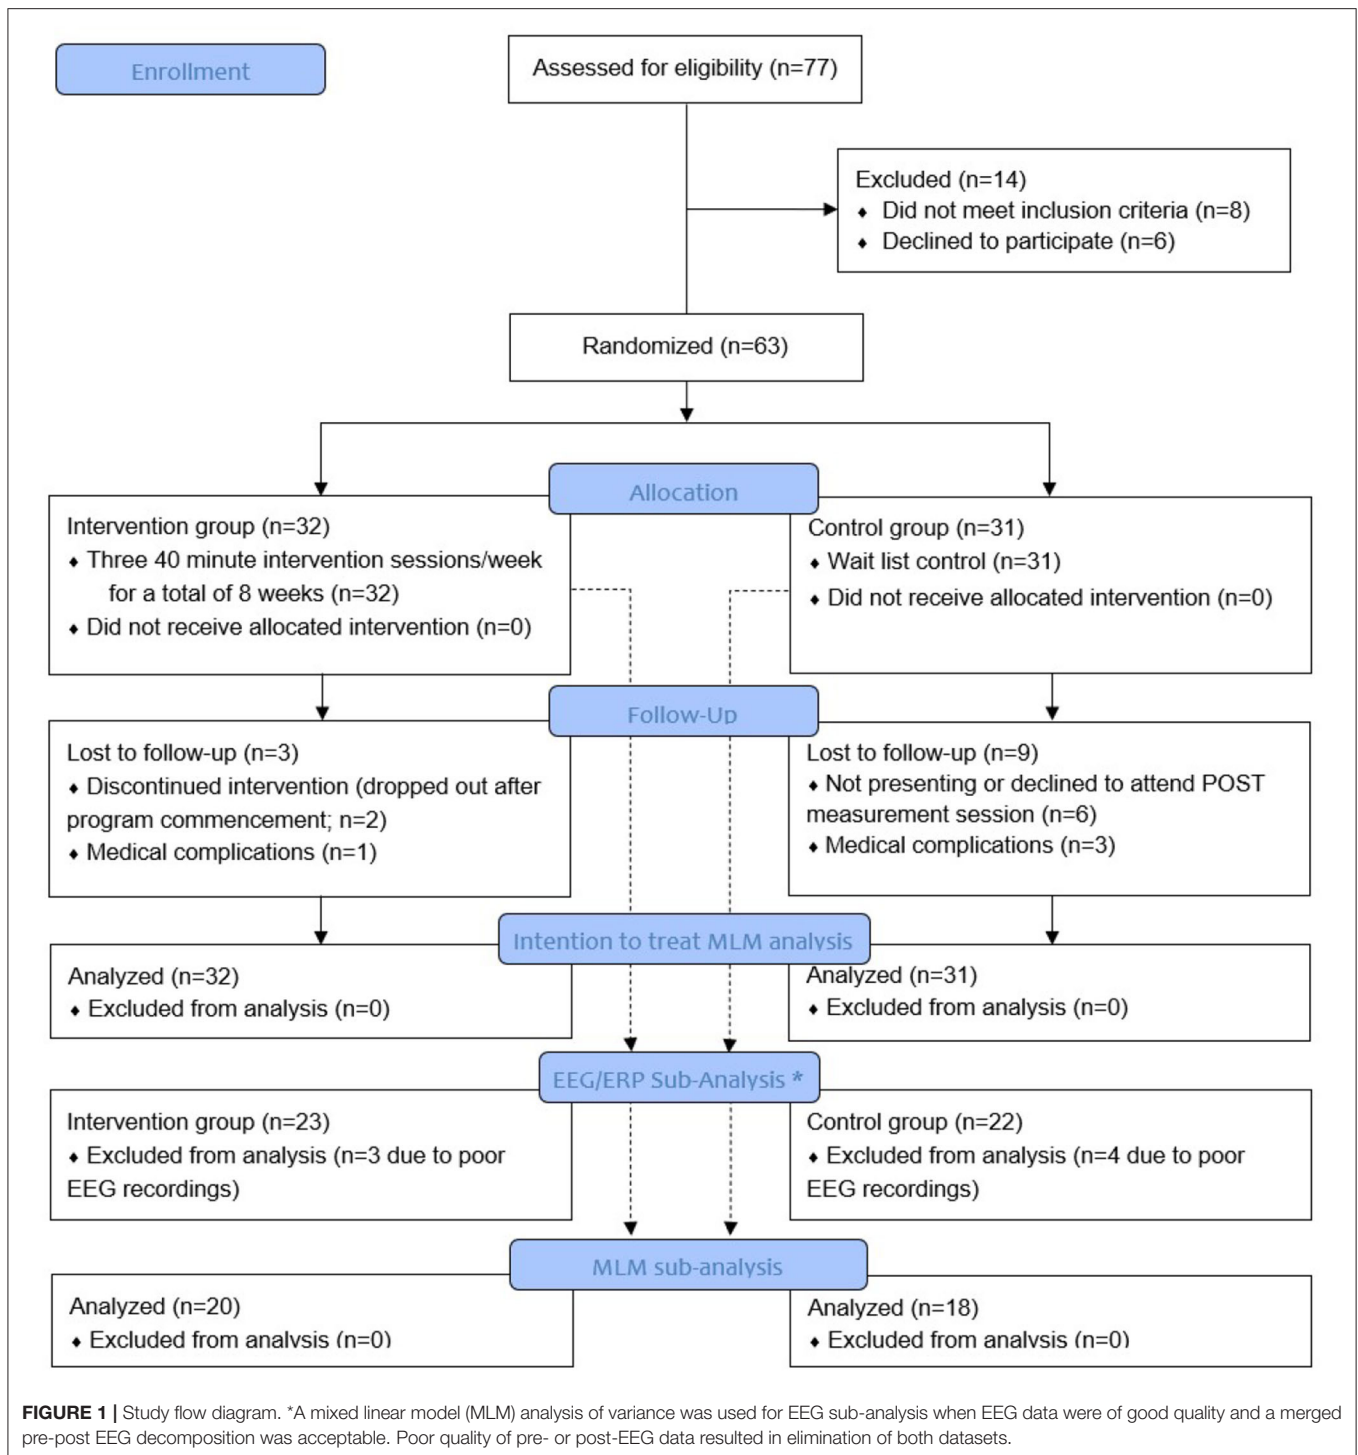 Enrollment
Assessed for eligibility (n=77)
Excluded (n=14)
♦ Did not meet inclusion criteria (n=8)
♦ Declined to participate (n=6)
Randomized (n=63)
Allocation
Intervention group (n=32)
♦ Three 40 minute intervention sessions/week
for a total of 8 weeks (n=32)
♦ Did not receive allocated intervention (n=0)
Control group (n=31)
♦ Wait list control (n=31)
♦ Did not receive allocated intervention (n=0)
Follow-Up
Lost to follow-up (n=3)
♦ Discontinued intervention (dropped out after
program commencement; n=2)
♦ Medical complications (n=1)
Lost to follow-up (n=9)
♦ Not presenting or declined to attend POST
measurement session (n=6)
♦ Medical complications (n=3)
Intention to treat MLM analysis
Analyzed (n=32)
♦ Excluded from analysis (n=0)
Analyzed (n=31)
♦ Excluded from analysis (n=0)
EEG/ERP Sub-Analysis *
Intervention group (n=23)
♦ Excluded from analysis (n=3 due to poor
EEG recordings)
Control group (n=22)
♦ Excluded from analysis (n=4 due to poor
EEG recordings)
MLM sub-analysis
Analyzed (n=20)
♦ Excluded from analysis (n=0)
Analyzed (n=18)
♦ Excluded from analysis (n=0)
FIGURE 1 | Study flow diagram. *A mixed linear model (MLM) analysis of variance was used for EEG sub-analysis when EEG data were of good quality and a merged
pre-post EEG decomposition was acceptable. Poor quality of pre- or post-EEG data resulted in elimination of both datasets.